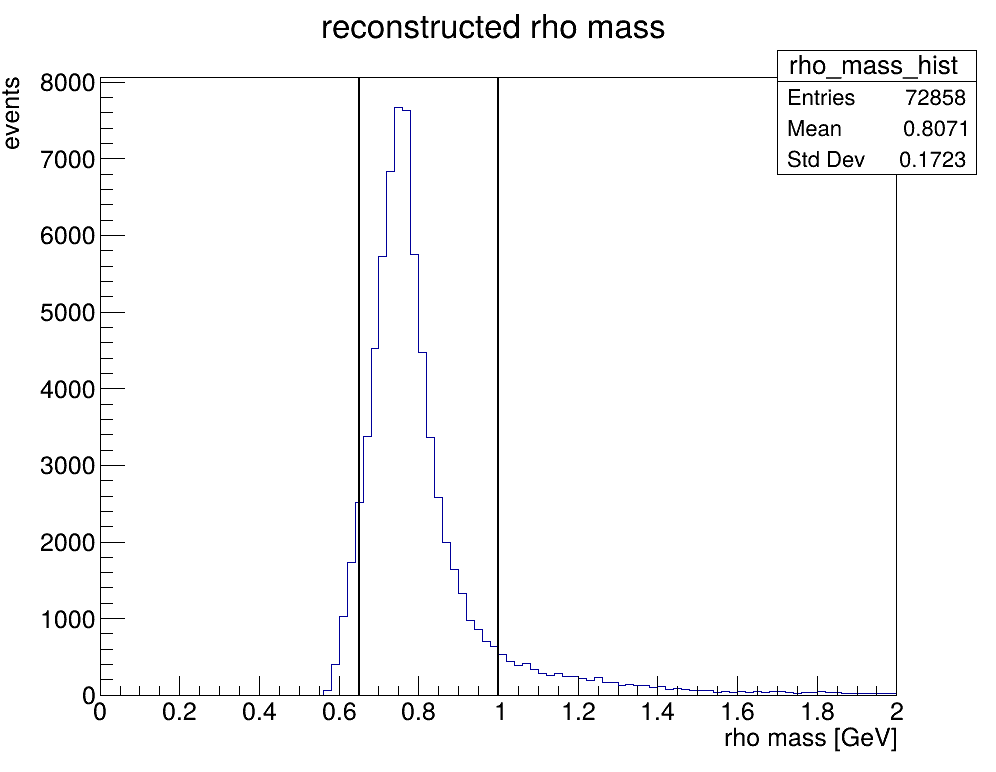 reconstructed rho mass
rho_mass_hist
Entries 72858
Mean 0.8071
Std Dev 0.1723
events
8000
7000
6000
5000
4000
3000
2000
1000
0
0 0.2 0.4 0.6 0.8 1 1.2 1.4 1.6 1.8 2
rho mass [GeV]